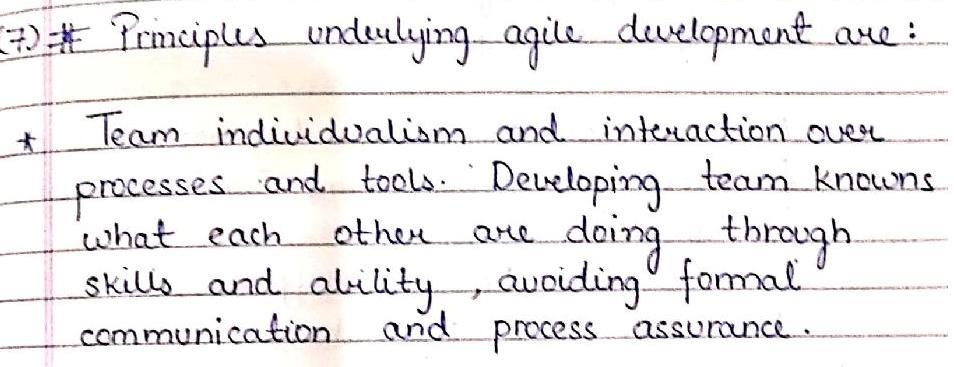 (7) # Principles underlying agile development are :
* Team individualism and interaction over
processes and tools. Developing team knowns
what each other are doing through
skills and ability , avoiding formal
communication and process assurance .